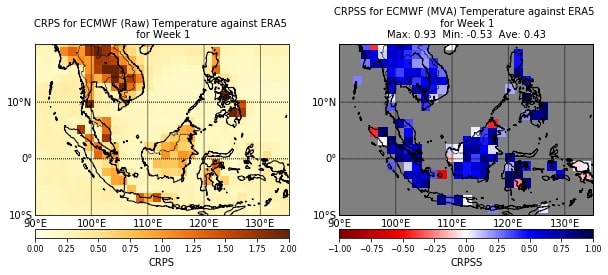 CRPS for ECMWF (Raw) Temperature against ERA5
for Week 1
10°N
0°
10°S
90°E 100°E 110°E 120°E 130°E
0.00 0.25 0.50 0.75 1.00 1.25 1.50 1.75 2.00
CRPS
CRPSS for ECMWF (MVA) Temperature against ERA5
for Week 1
Max: 0.93 Min: -0.53 Ave: 0.43
10°N
0°
10°S
90°E 100°E 110°E 120°E 130°E
−1.00 −0.75 −0.50 −0.25 0.00 0.25 0.50 0.75 1.00
CRPSS